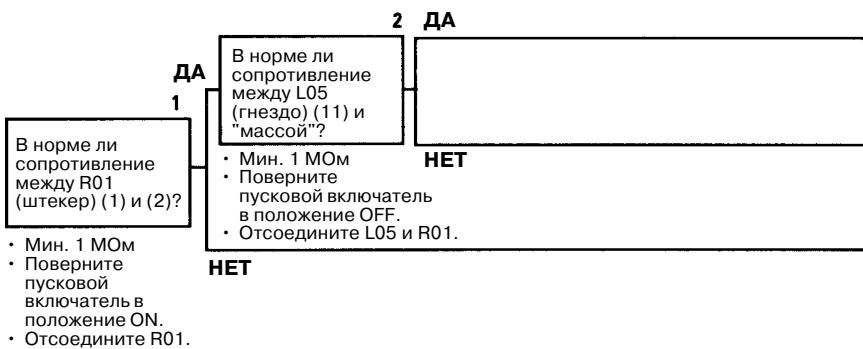 1
В норме ли
сопротивление
между R01
(штекер) (1) и (2)?
• Мин. 1 МОм
• Поверните
пусковой
включатель в
положение ON.
• Отсоедините R01.
ДА
НЕТ
2
В норме ли
сопротивление
между L05
(гнездо) (11) и
"массой"?
• Мин. 1 МОм
• Поверните
пусковой включатель
в положение OFF.
• Отсоедините L05 и R01.
ДА
НЕТ